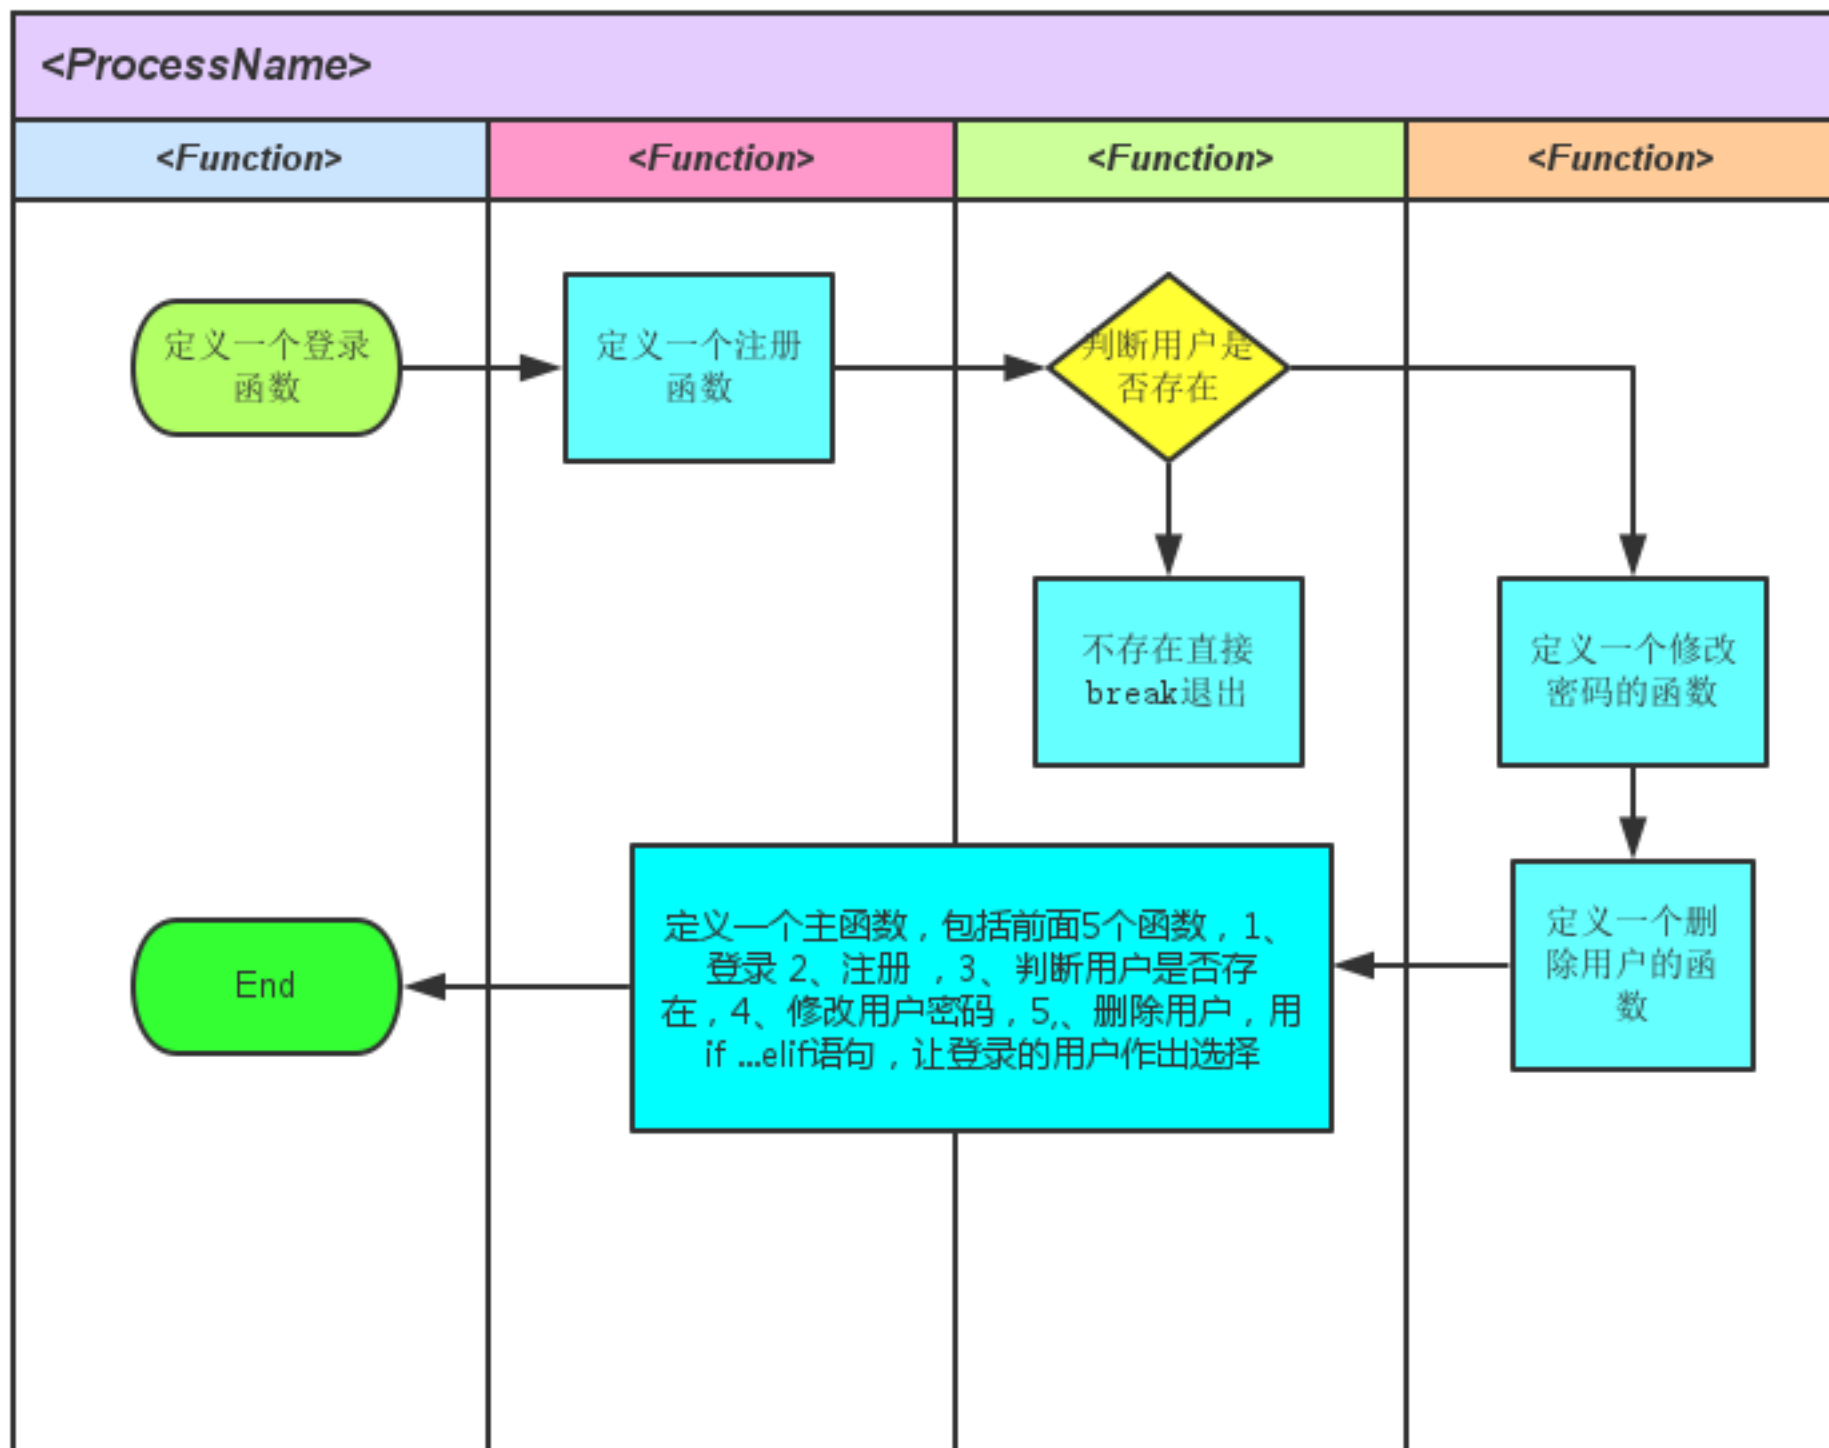 <ProcessName>
<Function>
<Function>
<Function>
<Function>
定义一个登录
函数
定义一个注册
函数
判断用户是
否存在
不存在直接
break退出
定义一个修改
密码的函数
定义一个删
除用户的函
数
定义一个主函数，包括前面5个函数，1、
登录 2、注册 ，3、判断用户是否存
在，4、修改用户密码，5,、删除用户，用
if ...elif语句，让登录的用户作出选择
End